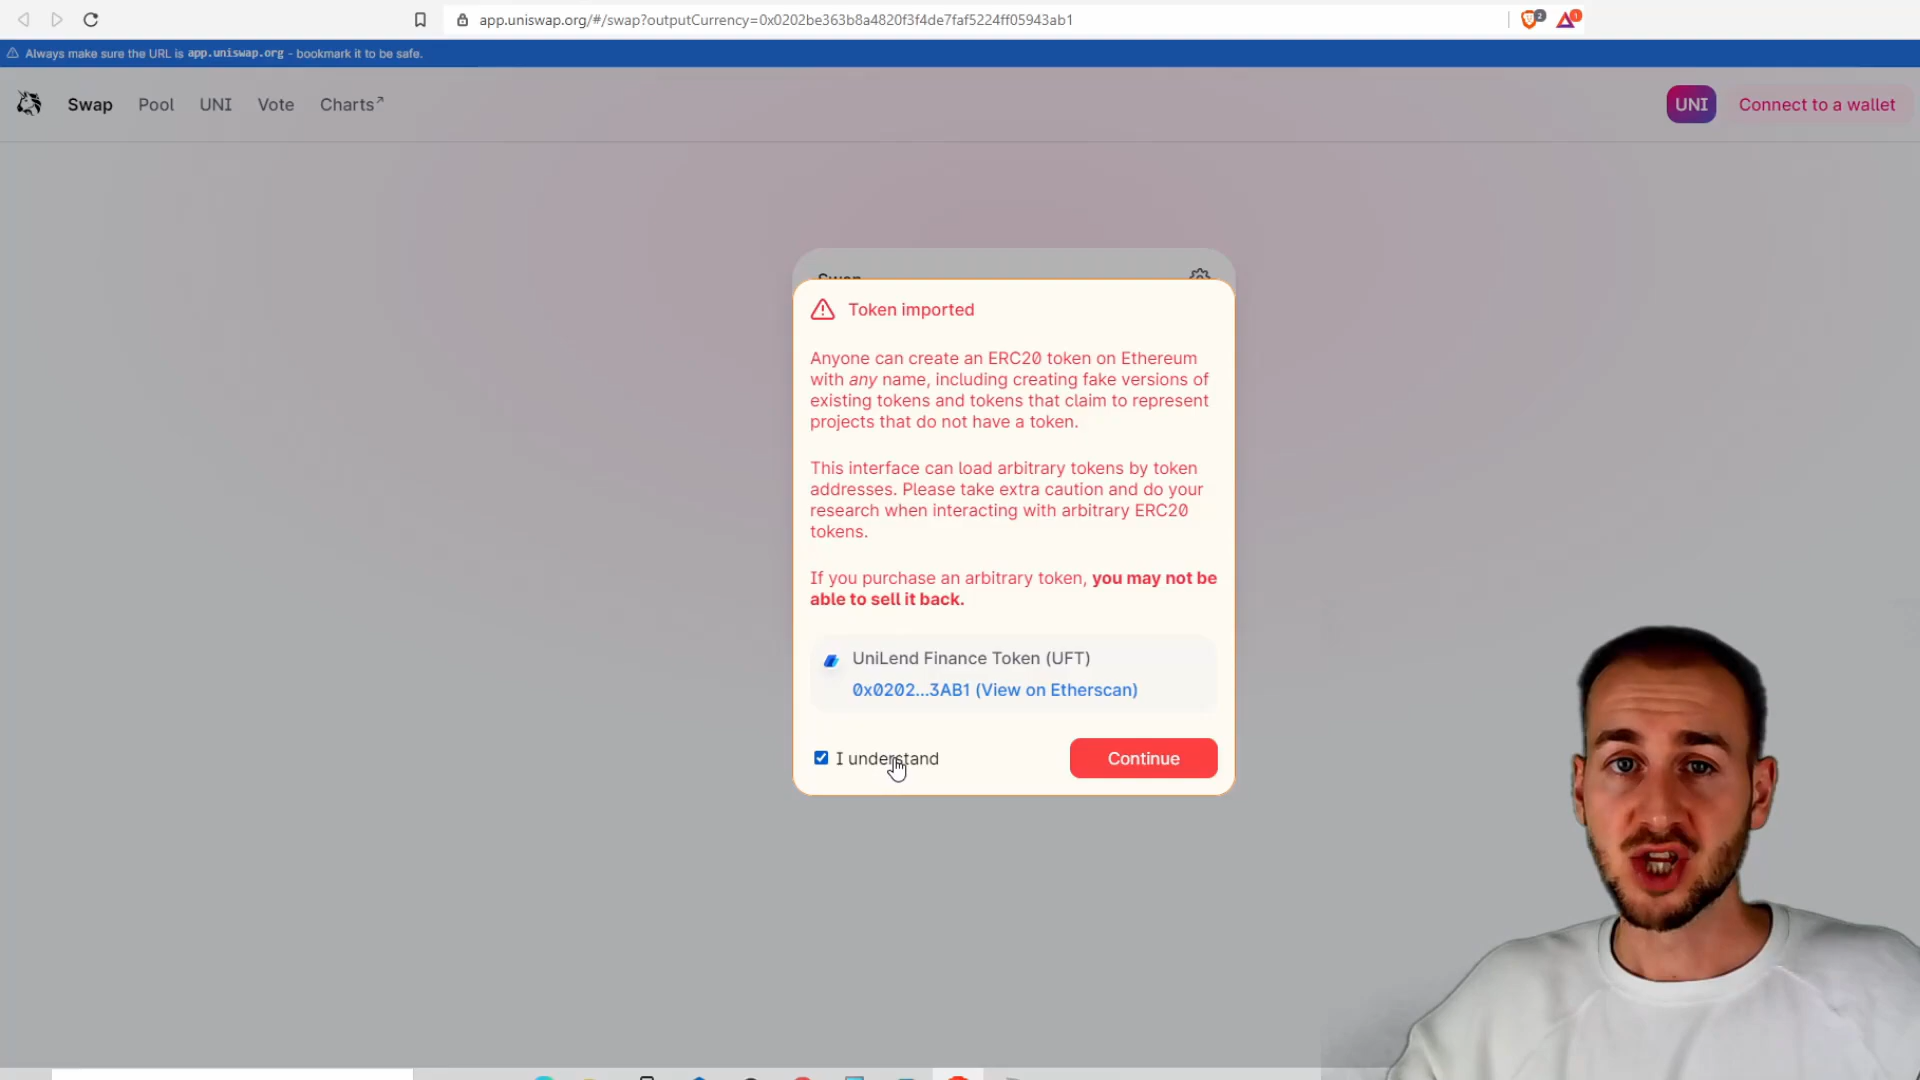 app.uniswap.org/#/swap?outputCurrency=0x0202be363b8a4820f3f4de7faf5224ff05943ab1
2
1
Always make sure the URL is app.uniswap.org - bookmark it to be safe.
Swap Pool UNI Vote Charts↗ UNI Connect to a wallet
Token imported
Anyone can create an ERC20 token on Ethereum
with any name, including creating fake versions of
existing tokens and tokens that claim to represent
projects that do not have a token.
This interface can load arbitrary tokens by token
addresses. Please take extra caution and do your
research when interacting with arbitrary ERC20
tokens.
If you purchase an arbitrary token, you may not be
able to sell it back.
UniLend Finance Token (UFT)
0x0202...3AB1 (View on Etherscan)
I understand
Continue